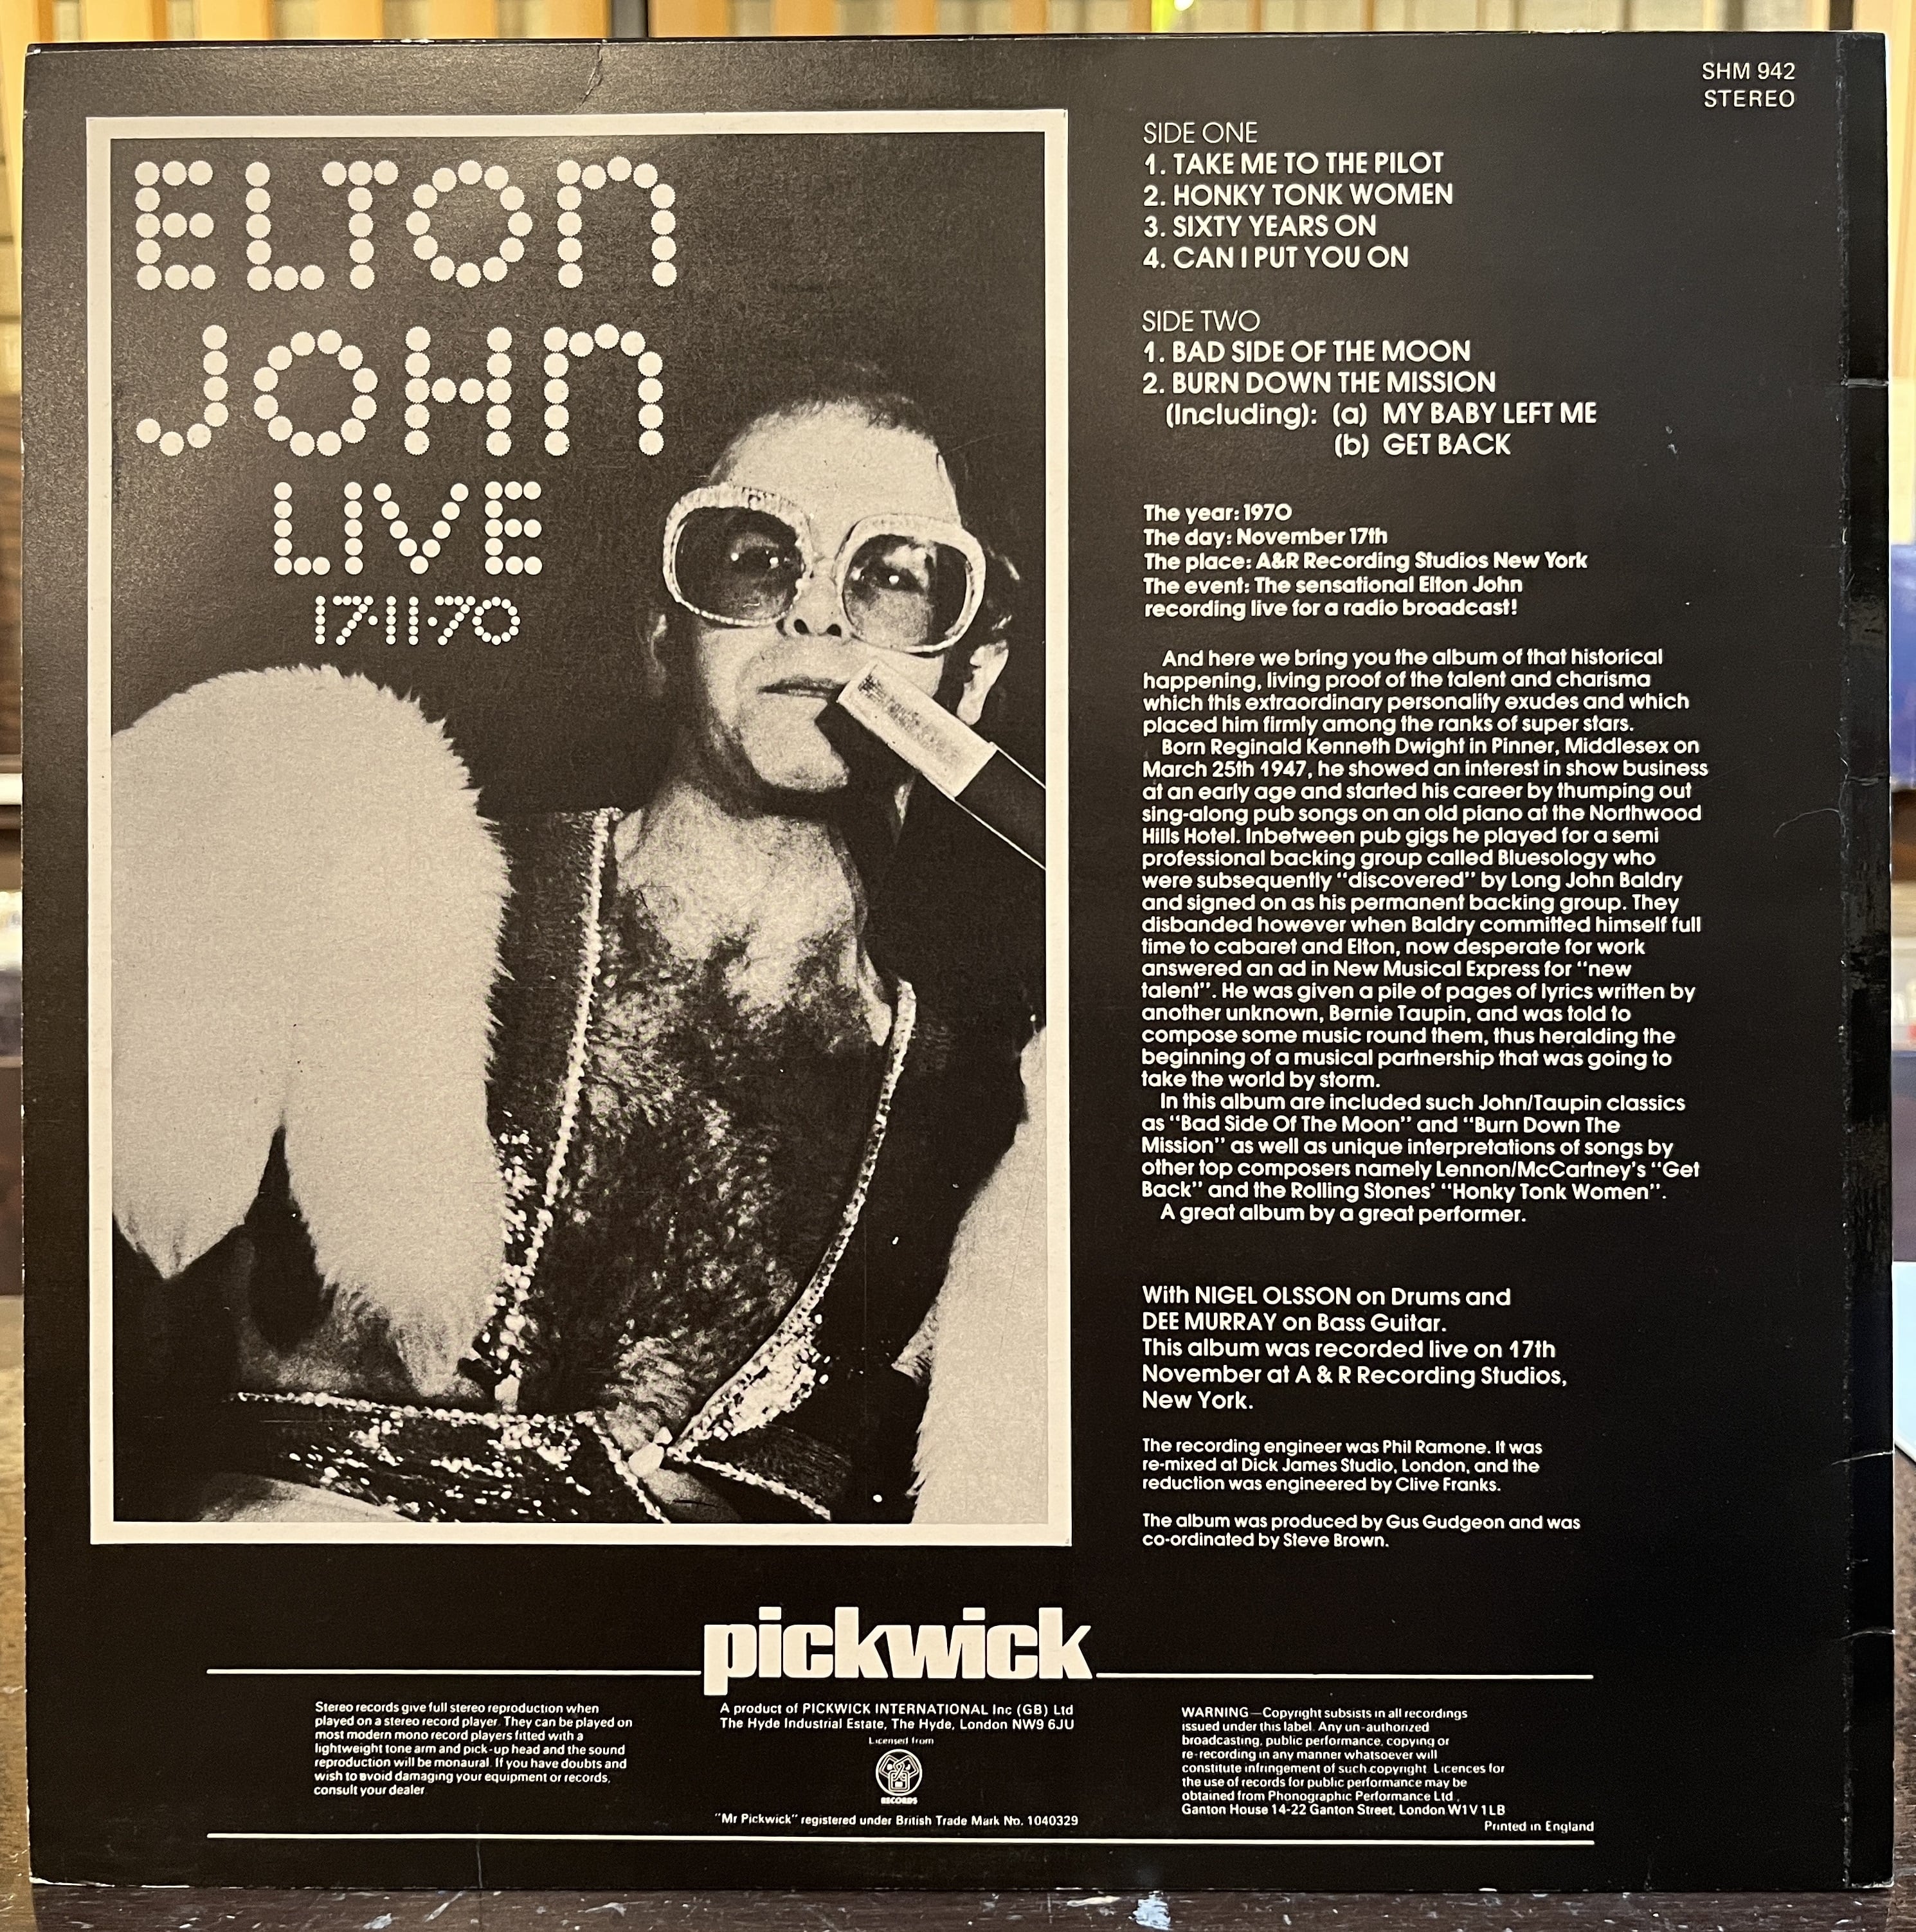 SHM 942
STEREO
ELTON
JOHN
LIVE
17·11·70
SIDE ONE
1. TAKE ME TO THE PILOT
2. HONKY TONK WOMEN
3. SIXTY YEARS ON
4. CAN I PUT YOU ON
SIDE TWO
1. BAD SIDE OF THE MOON
2. BURN DOWN THE MISSION
(Including): (a) MY BABY LEFT ME
(b) GET BACK
The year: 1970
The day: November 17th
The place: A&R Recording Studios New York
The event: The sensational Elton John
recording live for a radio broadcast!
And here we bring you the album of that historical
happening, living proof of the talent and charisma
which this extraordinary personality exudes and which
placed him firmly among the ranks of super stars.
Born Reginald Kenneth Dwight in Pinner, Middlesex on
March 25th 1947, he showed an interest in show business
at an early age and started his career by thumping out
sing-along pub songs on an old piano at the Northwood
Hills Hotel. Inbetween pub gigs he played for a semi
professional backing group called Bluesology who
were subsequently "discovered" by Long John Baldry
and signed on as his permanent backing group. They
disbanded however when Baldry committed himself full
time to cabaret and Elton, now desperate for work
answered an ad in New Musical Express for "new
talent". He was given a pile of pages of lyrics written by
another unknown, Bernie Taupin, and was told to
compose some music round them, thus heralding the
beginning of a musical partnership that was going to
take the world by storm.
In this album are included such John/Taupin classics
as "Bad Side Of The Moon" and "Burn Down The
Mission" as well as unique interpretations of songs by
other top composers namely Lennon/McCartney's "Get
Back" and the Rolling Stones' "Honky Tonk Women".
A great album by a great performer.
With NIGEL OLSSON on Drums and
DEE MURRAY on Bass Guitar.
This album was recorded live on 17th
November at A & R Recording Studios,
New York.
The recording engineer was Phil Ramone. It was
re-mixed at Dick James Studio, London, and the
reduction was engineered by Clive Franks.
The album was produced by Gus Gudgeon and was
co-ordinated by Steve Brown.
pickwick
Stereo records give full stereo reproduction when
played on a stereo record player. They can be played on
most modern mono record players fitted with a
lightweight tone arm and pick-up head and the sound
reproduction will be monaural. If you have doubts and
wish to avoid damaging your equipment or records,
consult your dealer
A product of PICKWICK INTERNATIONAL Inc (GB) Ltd
The Hyde Industrial Estate, The Hyde, London NW9 6JU
Licensed from
RECORDS
"Mr Pickwick" registered under British Trade Mark No. 1040329
WARNING—Copyright subsists in all recordings
issued under this label. Any un-authorized
broadcasting, public performance, copying or
re-recording in any manner whatsoever will
constitute infringement of such copyright. Licences for
the use of records for public performance may be
obtained from Phonographic Performance Ltd.,
Ganton House 14-22 Ganton Street, London W1V 1LB
Printed in England